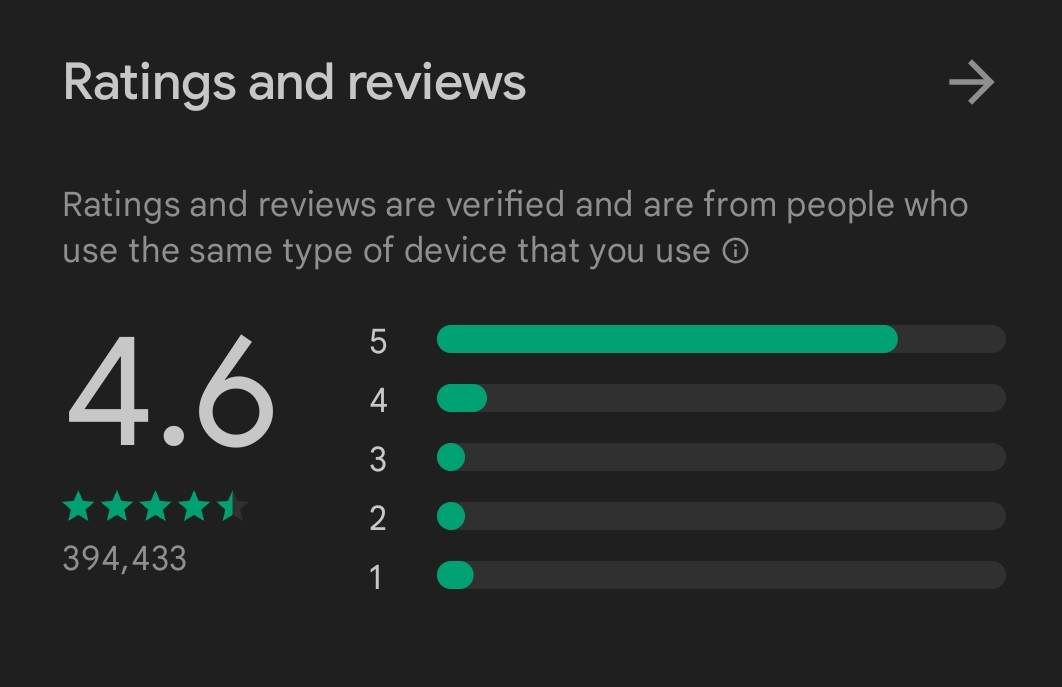 Ratings and reviews
Ratings and reviews are verified and are from people who
use the same type of device that you use
4.6
394,433
5
4
3
2
1